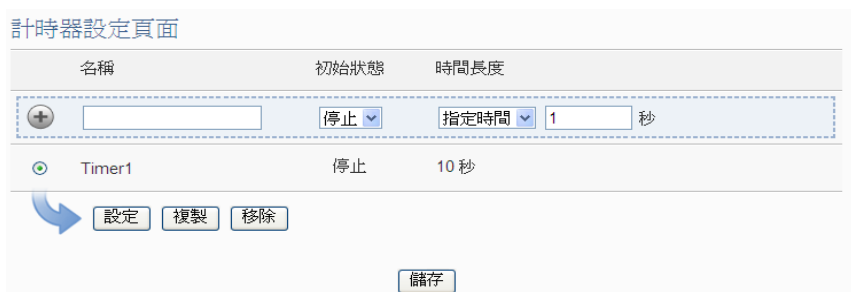 計時器設定頁面
名稱 初始狀態 時間長度
停止 指定時間 1 秒
Timer1 停止 10 秒
設定 複製 移除
儲存